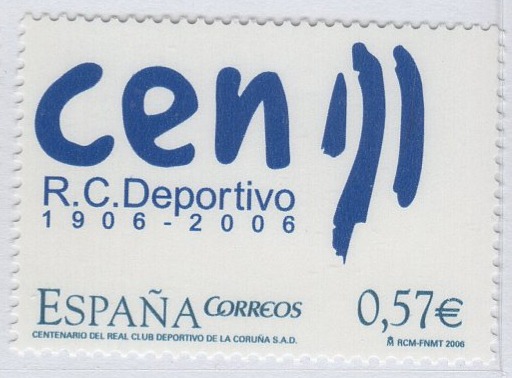 cen
R.C.Deportivo
1906-2006
ESPAÑA CORREOS
0,57€
CENTENARIO DEL REAL CLUB DEPORTIVO DE LA CORUÑA S.A.D.
RCM-FNMT 2006